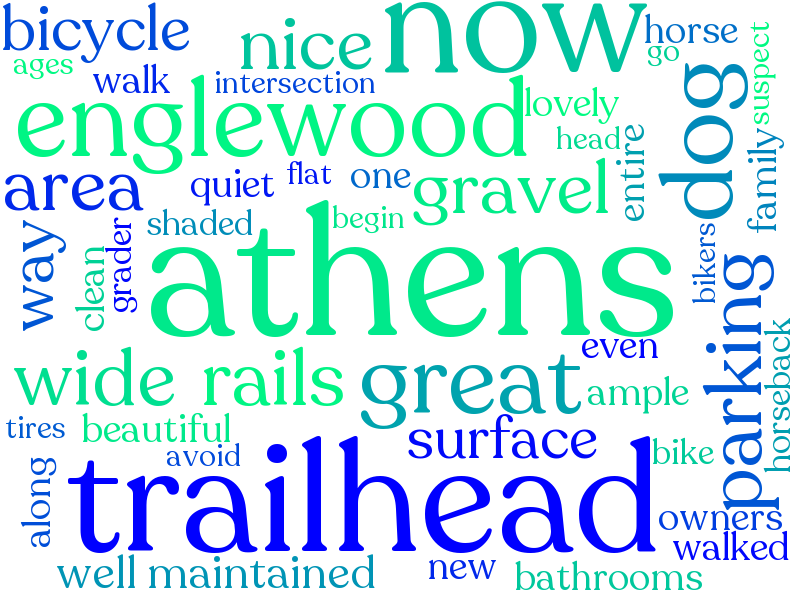 bicycle
nice
now
horse
go
ages
walk
intersection
suspect
englewood
lovely
dog
head
entire
family
area
quiet
flat
one
gravel
shaded
begin
way
clean
grader
athens
bikers
parking
horseback
even
wide rails
great
ample
tires
beautiful
surface
avoid
bike
along
trailhead
owners
walked
well maintained
new
bathrooms